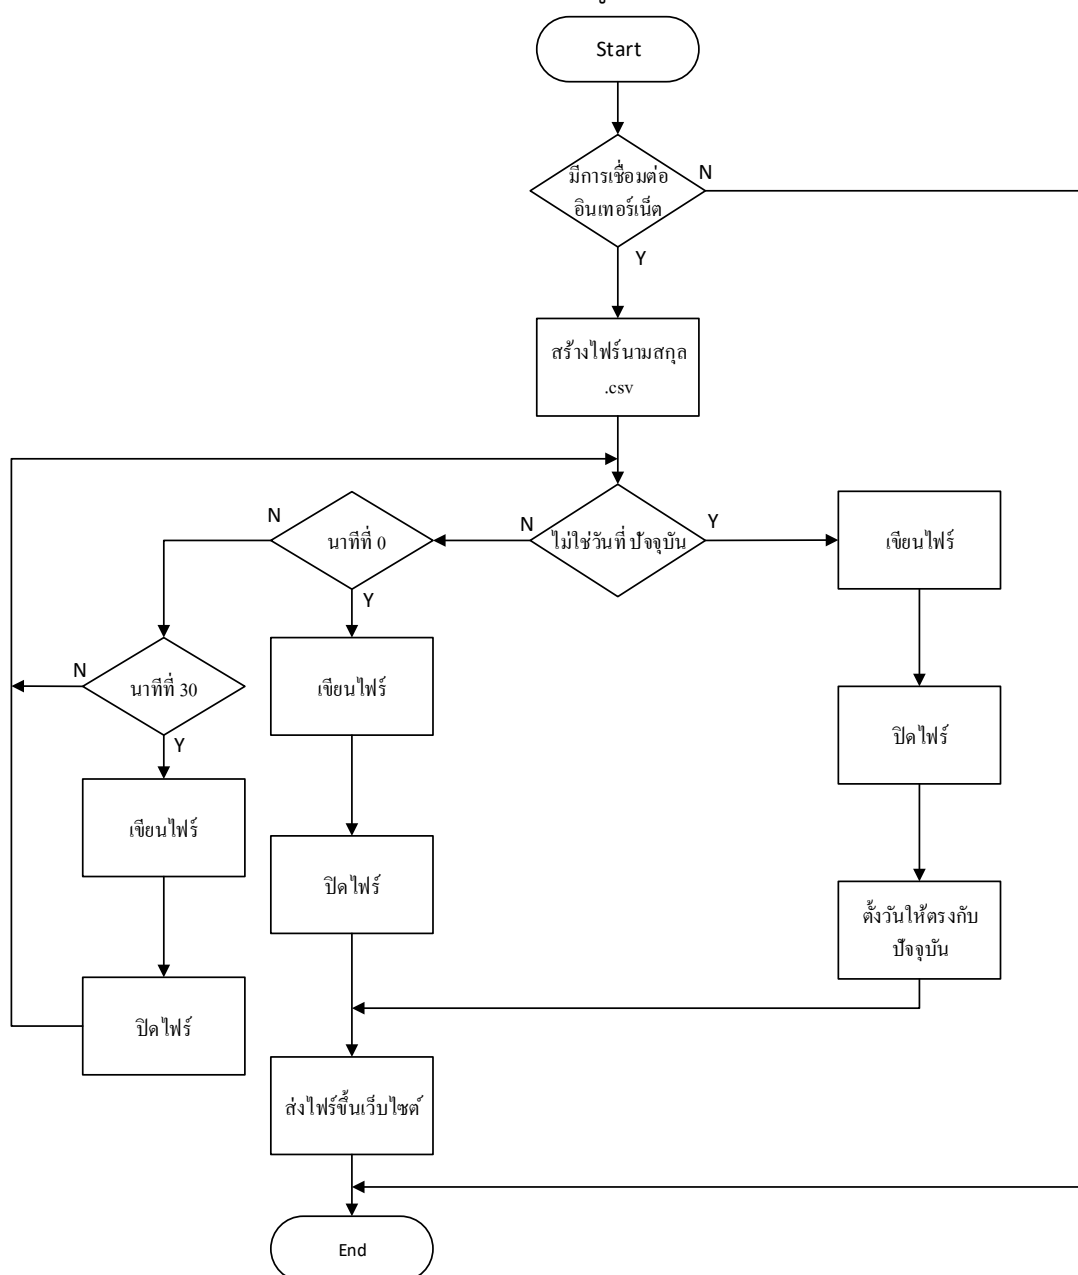 Start
มีการเชื่อมต่อ
อินเทอร์เน็ต
N
Y
สร้างไฟร์นามสกุล
.csv
N
นาทีที่ 0
N
ไม่ใช่วันที่ ปัจจุบัน
Y
เขียนไฟร์
Y
N
นาทีที่ 30
เขียนไฟร์
ปิดไฟร์
Y
เขียนไฟร์
ปิดไฟร์
ตั้งวันให้ตรงกับ
ปัจจุบัน
ปิดไฟร์
ส่งไฟร์ขึ้นเว็บไซต์
End